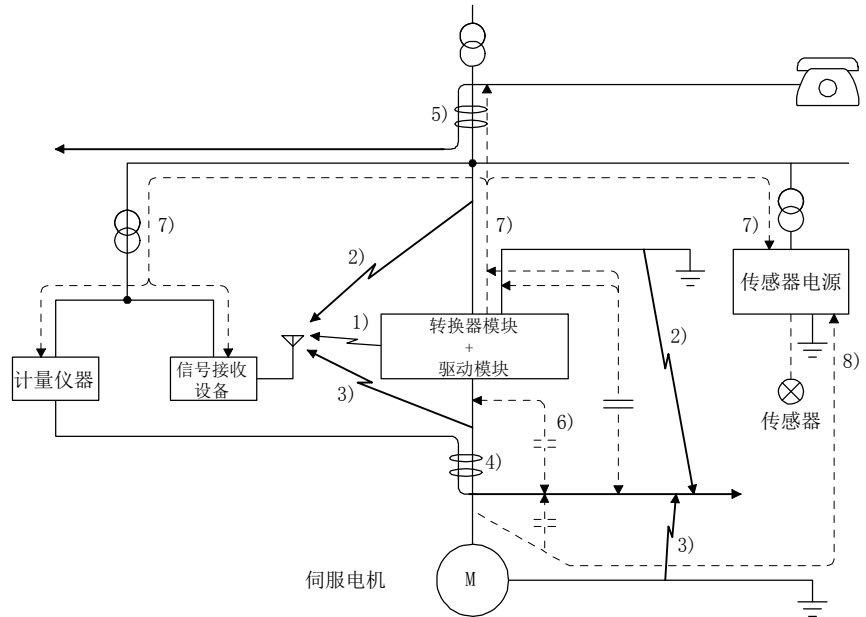 5)
7)
7)
7)
2)
传感器电源
1)
转换器模块
+
驱动模块
2)
计量仪器
信号接收
设备
3)
8)
传感器
6)
4)
3)
伺服电机
M